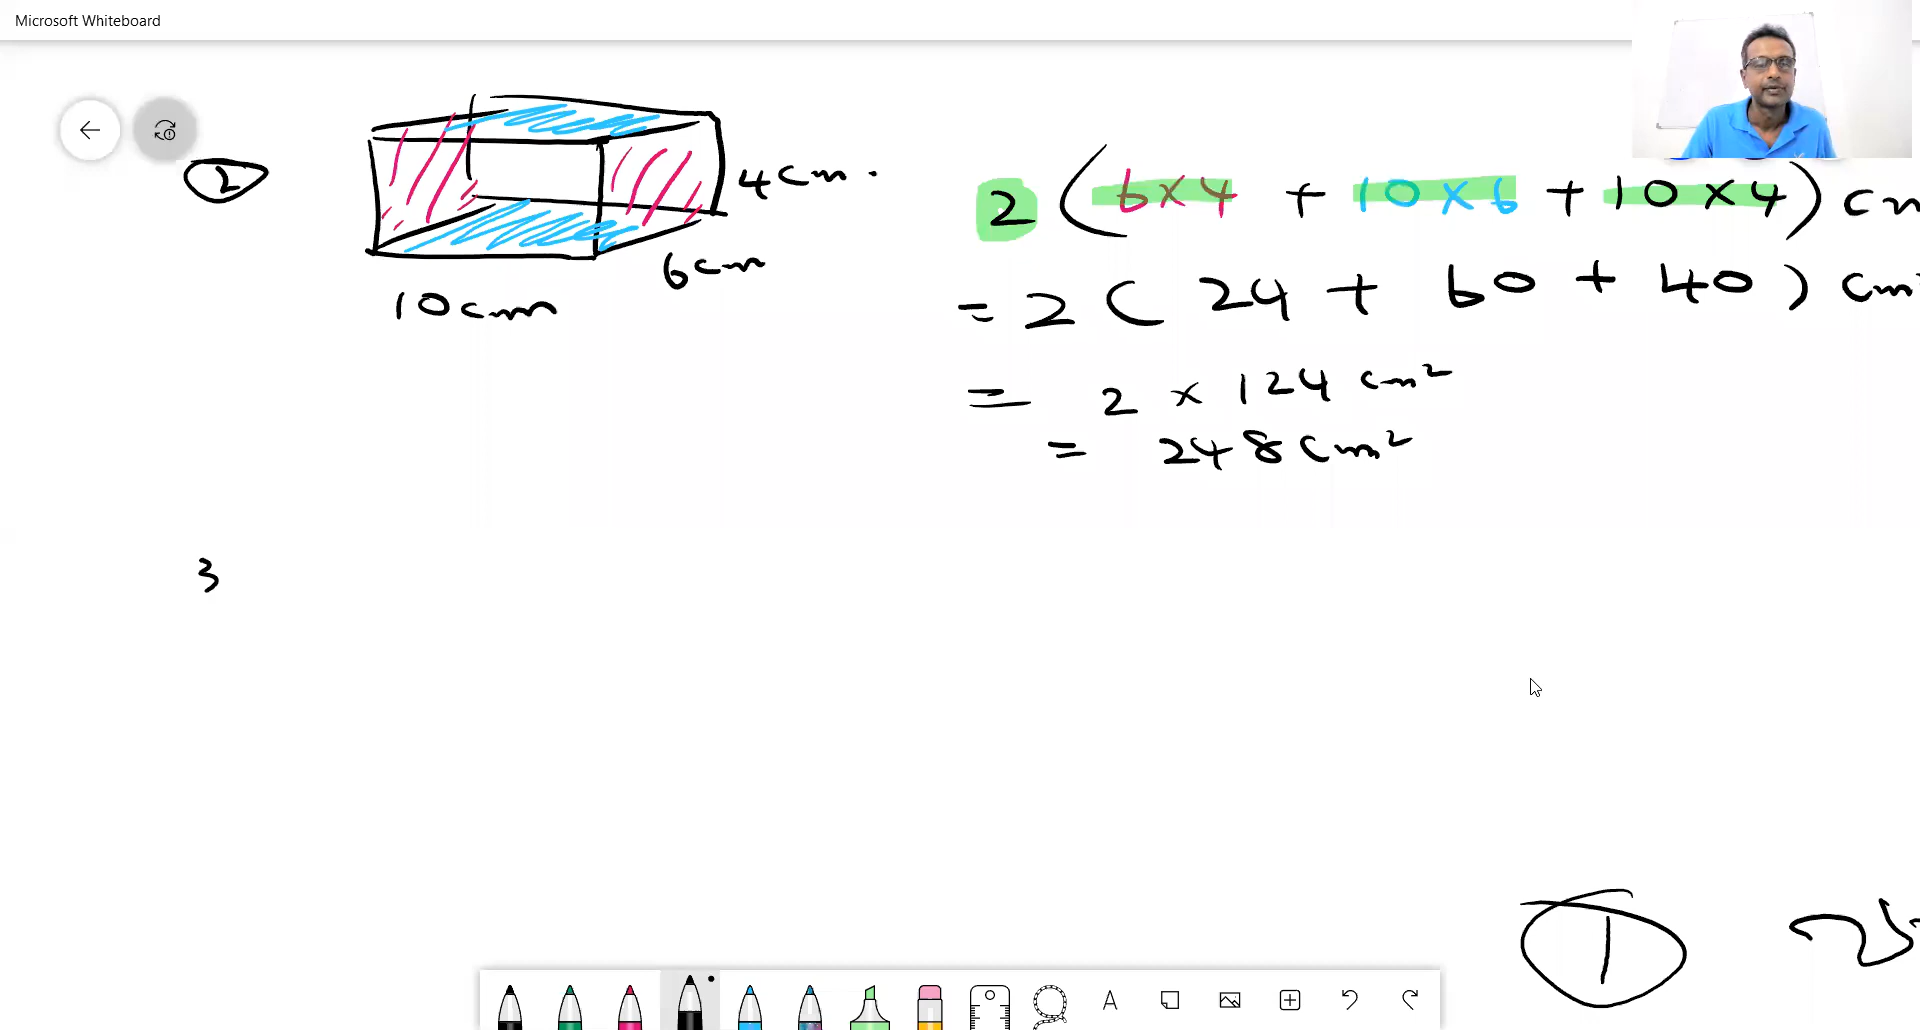 Microsoft Whiteboard
2
4cm.
6cm
10cm
2 (6×4 + 10×6 + 10×4) cm
= 2 ( 24 + 60 + 40 ) cm²
= 2 × 124 cm²
= 248 cm²
3
1